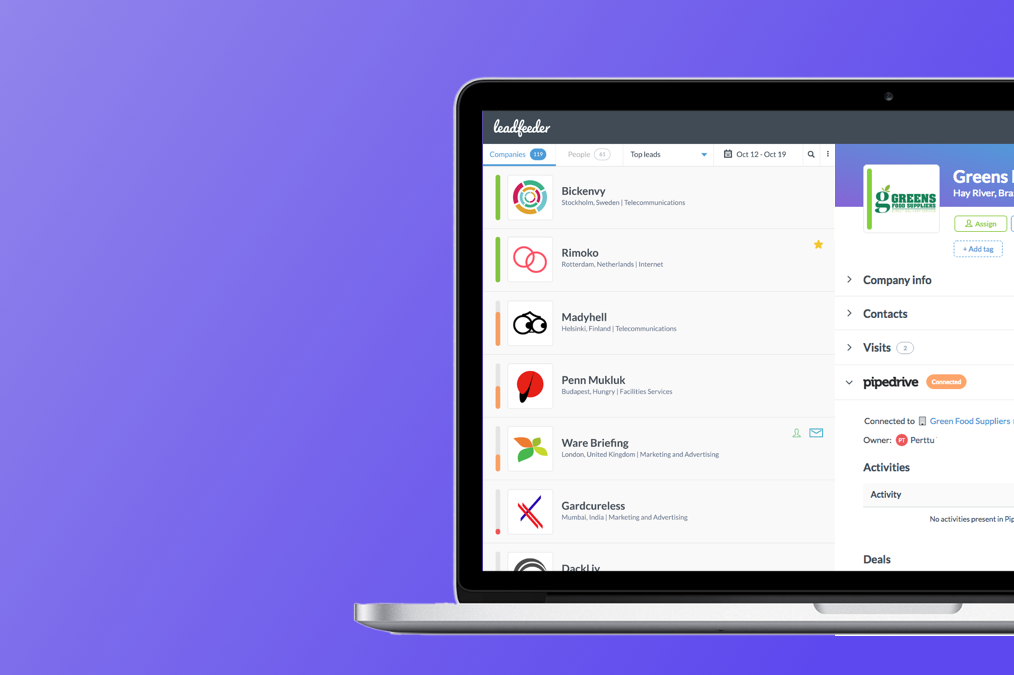 leadfeeder
Companies 119
People 41
Top leads
Oct 12 - Oct 19
Bickenvy
Stockholm, Sweden | Telecommunications
Rimoko
Rotterdam, Netherlands | Internet
Madyhell
Helsinki, Finland | Telecommunications
Penn Mukluk
Budapest, Hungry | Facilities Services
Ware Briefing
London, United Kingdom | Marketing and Advertising
Gardcureless
Mumbai, India | Marketing and Advertising
DackLiv
GREENS
FOOD SUPPLIERS
Greens
Hay River, Bra
Assign
+ Add tag
Company info
Contacts
Visits 2
pipedrive Connected
Connected to Green Food Suppliers
Owner: PT Perttu
Activities
Activity
No activities present in Pip
Deals